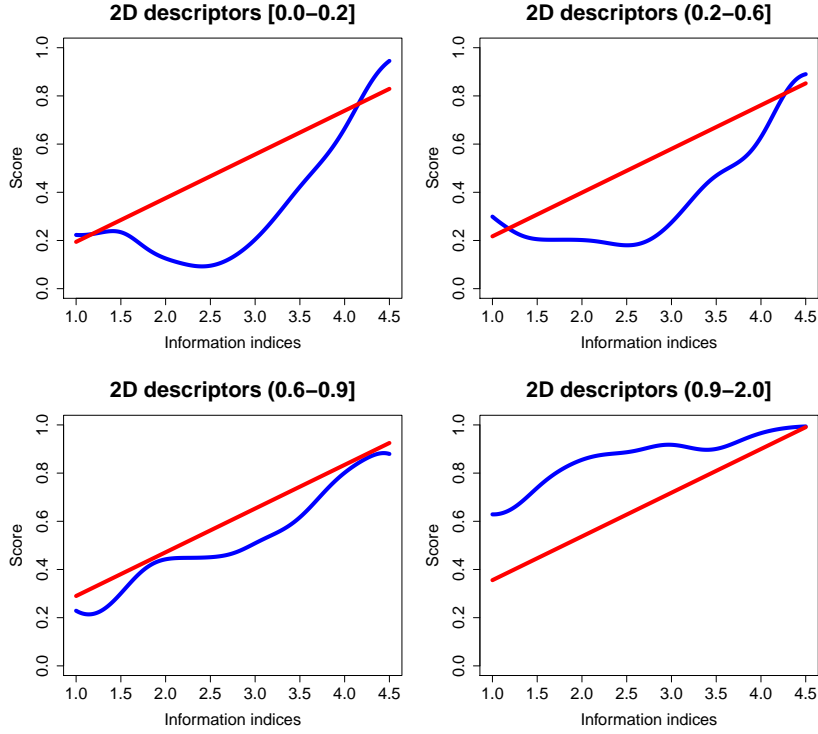 2D descriptors [0.0−0.2]
Score
0.0 0.2 0.4 0.6 0.8 1.0
1.0 1.5 2.0 2.5 3.0 3.5 4.0 4.5
Information indices
2D descriptors (0.2−0.6]
Score
0.0 0.2 0.4 0.6 0.8 1.0
1.0 1.5 2.0 2.5 3.0 3.5 4.0 4.5
Information indices
2D descriptors (0.6−0.9]
Score
0.0 0.2 0.4 0.6 0.8 1.0
1.0 1.5 2.0 2.5 3.0 3.5 4.0 4.5
Information indices
2D descriptors (0.9−2.0]
Score
0.0 0.2 0.4 0.6 0.8 1.0
1.0 1.5 2.0 2.5 3.0 3.5 4.0 4.5
Information indices